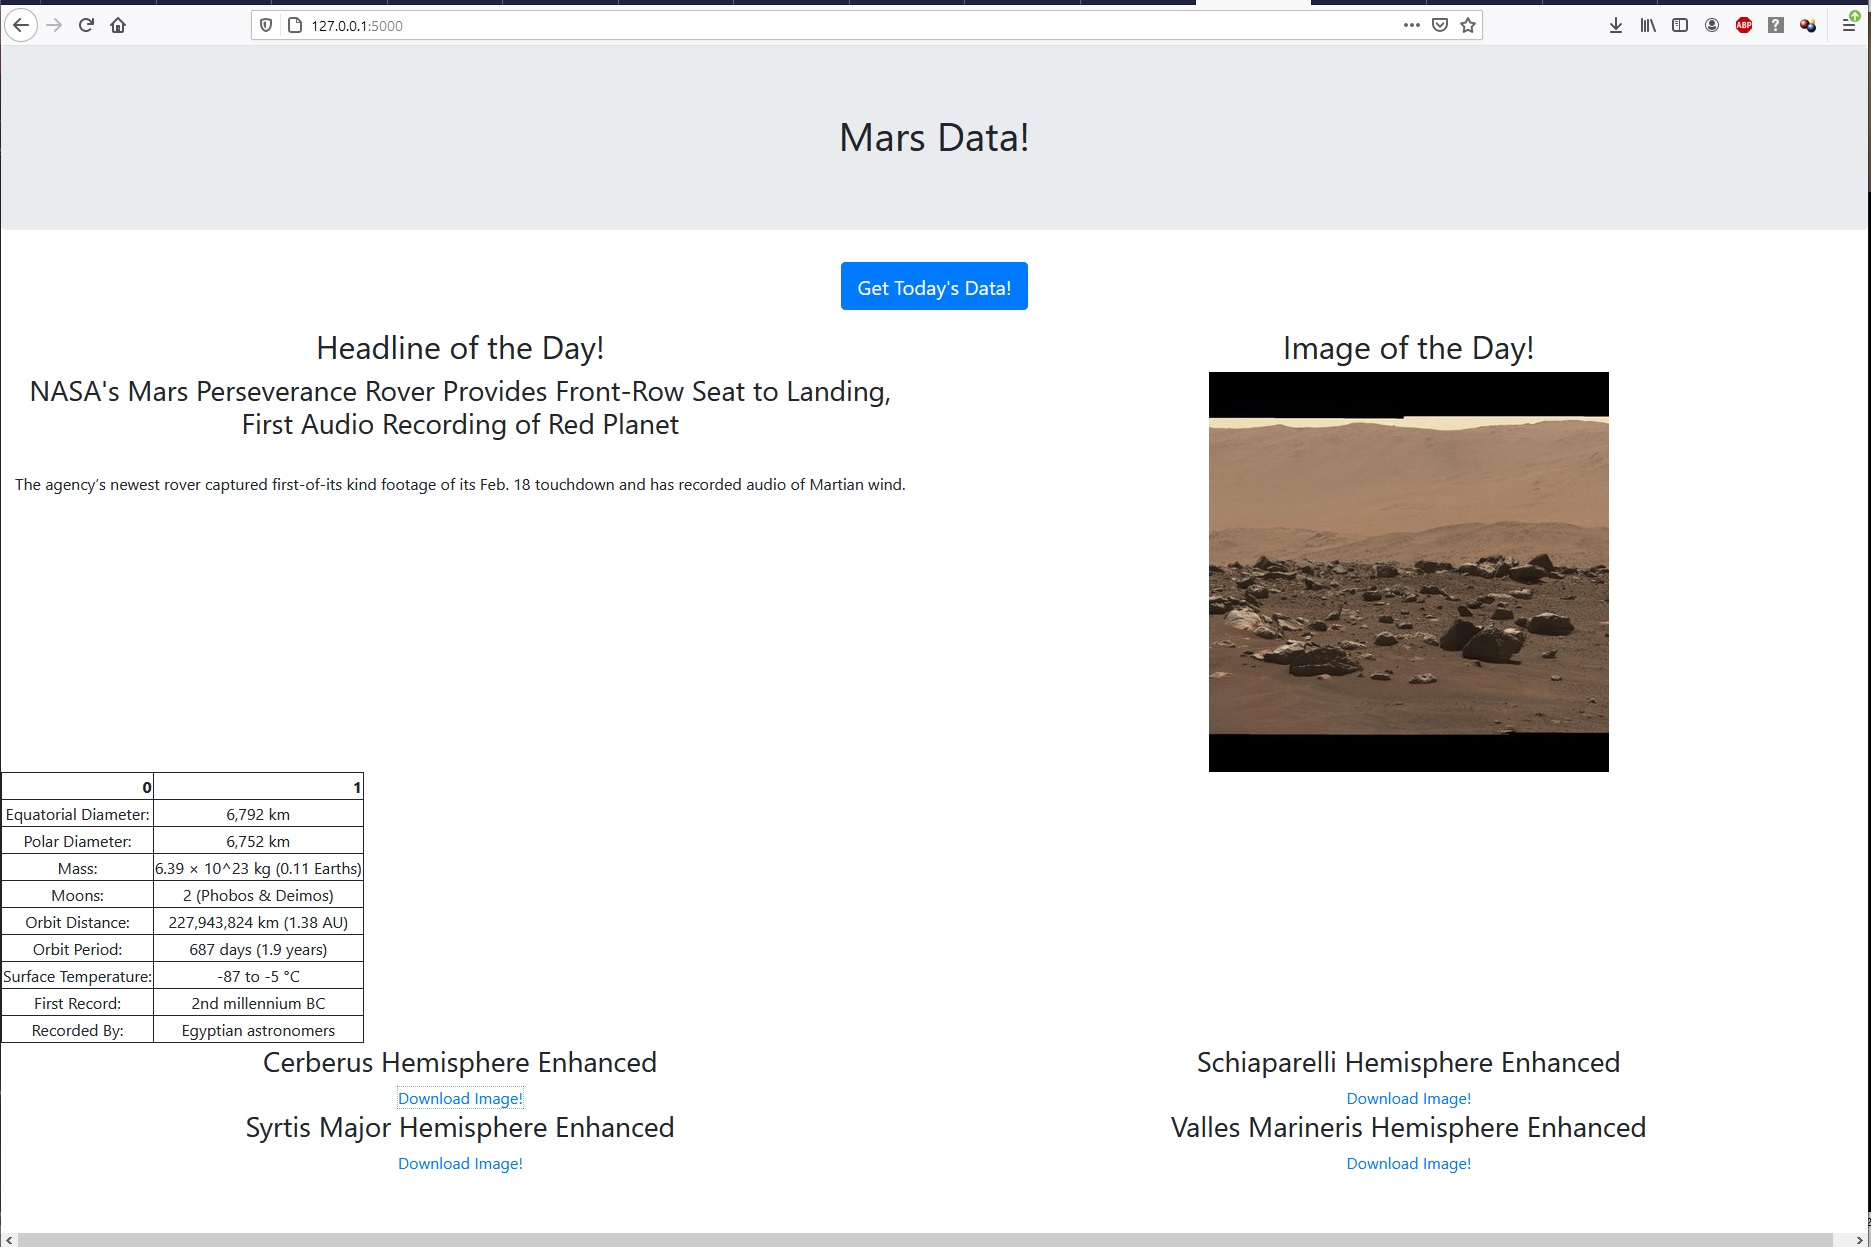 127.0.0.1:5000
ABP
?
Mars Data!
Get Today's Data!
Headline of the Day!
NASA's Mars Perseverance Rover Provides Front-Row Seat to Landing,
First Audio Recording of Red Planet
The agency’s newest rover captured first-of-its kind footage of its Feb. 18 touchdown and has recorded audio of Martian wind.
Image of the Day!
0 1
Equatorial Diameter: 6,792 km
Polar Diameter: 6,752 km
Mass: 6.39 × 10^23 kg (0.11 Earths)
Moons: 2 (Phobos & Deimos)
Orbit Distance: 227,943,824 km (1.38 AU)
Orbit Period: 687 days (1.9 years)
Surface Temperature: -87 to -5 °C
First Record: 2nd millennium BC
Recorded By: Egyptian astronomers
Cerberus Hemisphere Enhanced
Download Image!
Schiaparelli Hemisphere Enhanced
Download Image!
Syrtis Major Hemisphere Enhanced
Download Image!
Valles Marineris Hemisphere Enhanced
Download Image!